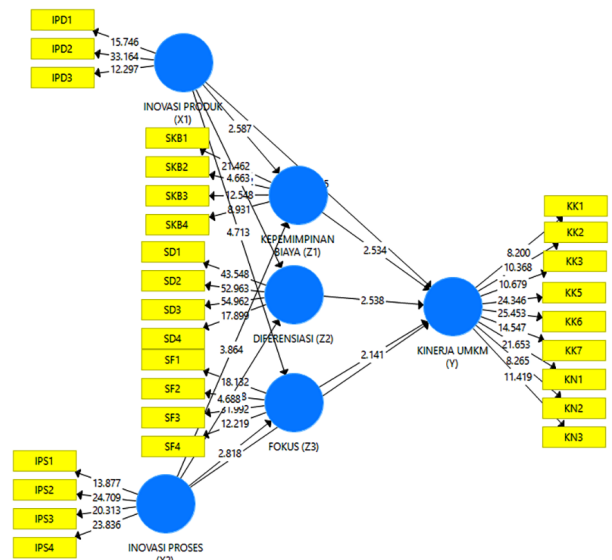 IPD1
IPD2
IPD3
15.746
33.164
12.297
INOVASI PRODUK
(X1)
2.587
SKB1
SKB2
SKB3
SKB4
21.462
4.663
12.548
8.931
4.713
KEPEMIMPINAN
BIAYA (Z1)
2.534
SD1
SD2
SD3
SD4
43.548
52.963
54.962
17.899
DIFERENSIASI (Z2)
2.538
3.864
SF1
SF2
SF3
SF4
18.132
4.688
12.219
FOKUS (Z3)
2.141
2.818
KINERJA UMKM
(Y)
KK1
KK2
KK3
KK5
KK6
KK7
KN1
KN2
KN3
8.200
10.368
10.679
24.346
25.453
14.547
21.653
8.265
11.419
IPS1
IPS2
IPS3
IPS4
13.877
24.709
20.313
23.836
INOVASI PROSES